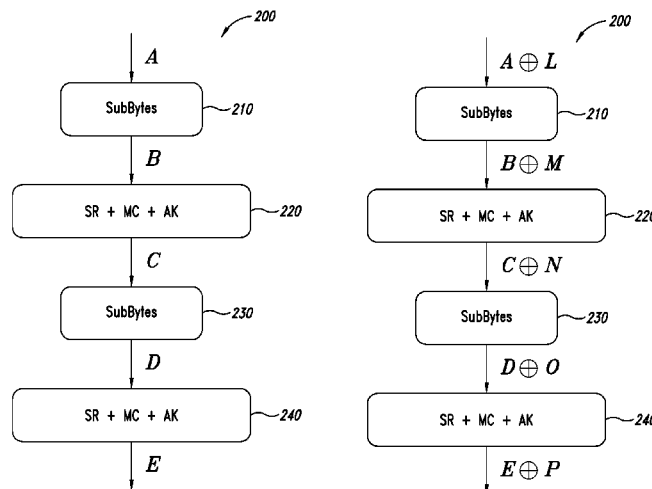 200
A
SubBytes
210
B
SR + MC + AK
220
C
SubBytes
230
D
SR + MC + AK
240
E
200
A ⊕ L
SubBytes
210
B ⊕ M
SR + MC + AK
220
C ⊕ N
SubBytes
230
D ⊕ O
SR + MC + AK
240
E ⊕ P